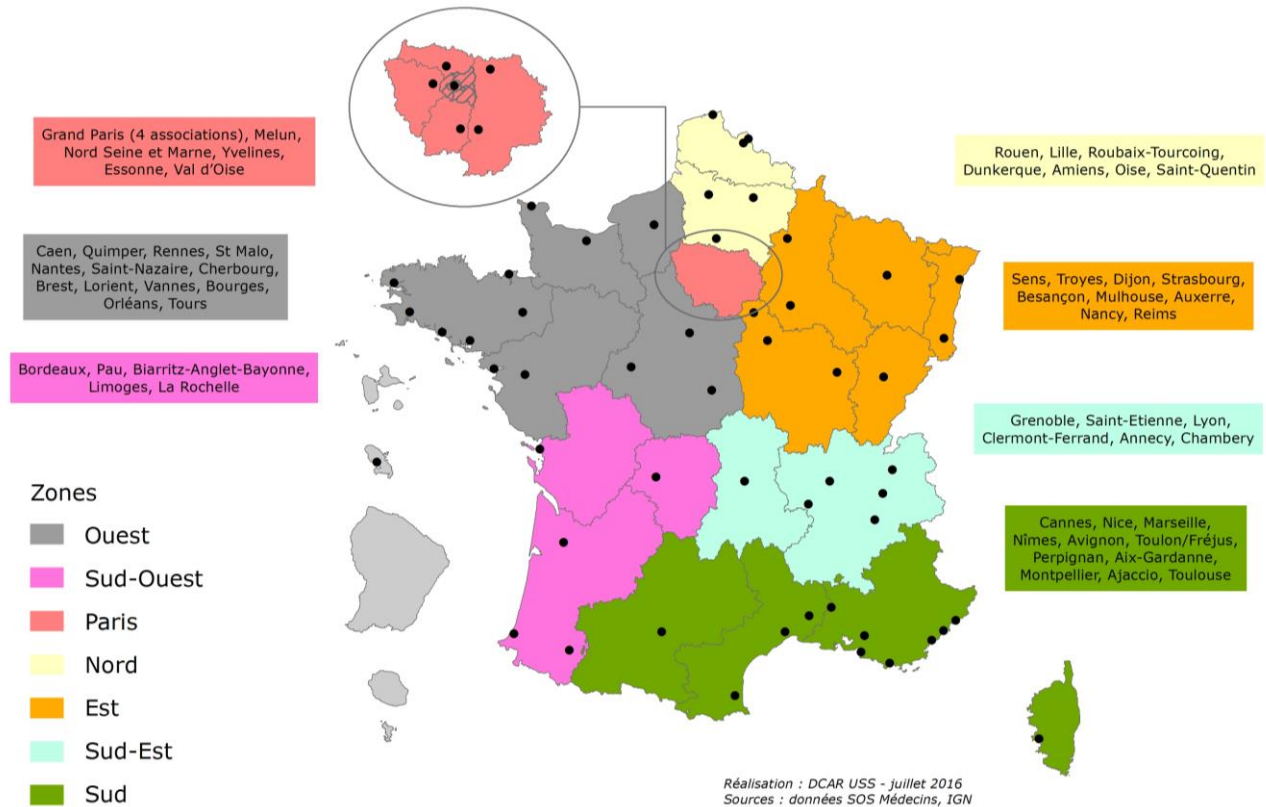 Grand Paris (4 associations), Melun,
Nord Seine et Marne, Yvelines,
Essonne, Val d'Oise
Rouen, Lille, Roubaix-Tourcoing,
Dunkerque, Amiens, Oise, Saint-Quentin
Caen, Quimper, Rennes, St Malo,
Nantes, Saint-Nazaire, Cherbourg,
Brest, Lorient, Vannes, Bourges,
Orléans, Tours
Sens, Troyes, Dijon, Strasbourg,
Besançon, Mulhouse, Auxerre,
Nancy, Reims
Bordeaux, Pau, Biarritz-Anglet-Bayonne,
Limoges, La Rochelle
Grenoble, Saint-Etienne, Lyon,
Clermont-Ferrand, Annecy, Chambery
Cannes, Nice, Marseille,
Nîmes, Avignon, Toulon/Fréjus,
Perpignan, Aix-Gardanne,
Montpellier, Ajaccio, Toulouse
Zones
Ouest
Sud-Ouest
Paris
Nord
Est
Sud-Est
Sud
Réalisation : DCAR USS - juillet 2016
Sources : données SOS Médecins, IGN